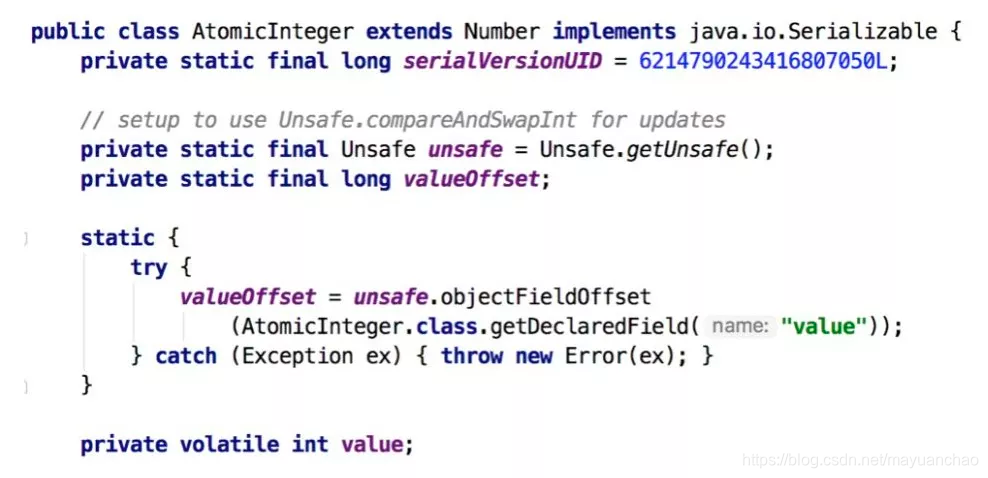 public class AtomicInteger extends Number implements java.io.Serializable {
private static final long serialVersionUID = 6214790243416807050L;
// setup to use Unsafe.compareAndSwapInt for updates
private static final Unsafe unsafe = Unsafe.getUnsafe();
private static final long valueOffset;
static {
try {
valueOffset = unsafe.objectFieldOffset
(AtomicInteger.class.getDeclaredField( name: "value"));
} catch (Exception ex) { throw new Error(ex); }
}
private volatile int value;
https://blog.csdn.net/mayuanchao